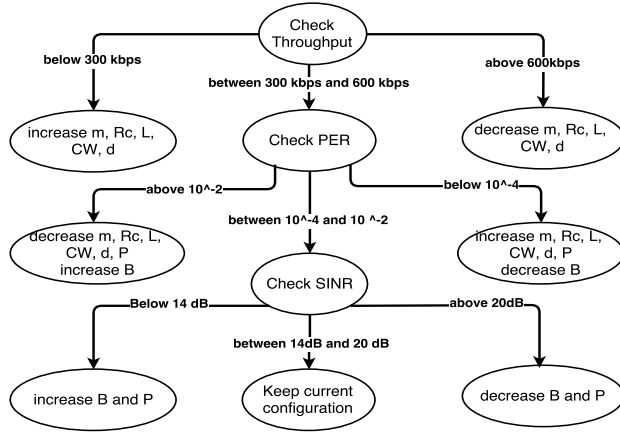 Check
Throughput
below 300 kbps
above 600kbps
between 300 kbps and 600 kbps
increase m, Rc, L,
CW, d
Check PER
decrease m, Rc, L,
CW, d
above 10^-2
below 10^-4
between 10^-4 and 10 ^-2
decrease m, Rc, L,
CW, d, P
increase B
increase m, Rc, L,
CW, d, P
decrease B
Check SINR
Below 14 dB
above 20dB
between 14dB and 20 dB
increase B and P
Keep current
configuration
decrease B and P